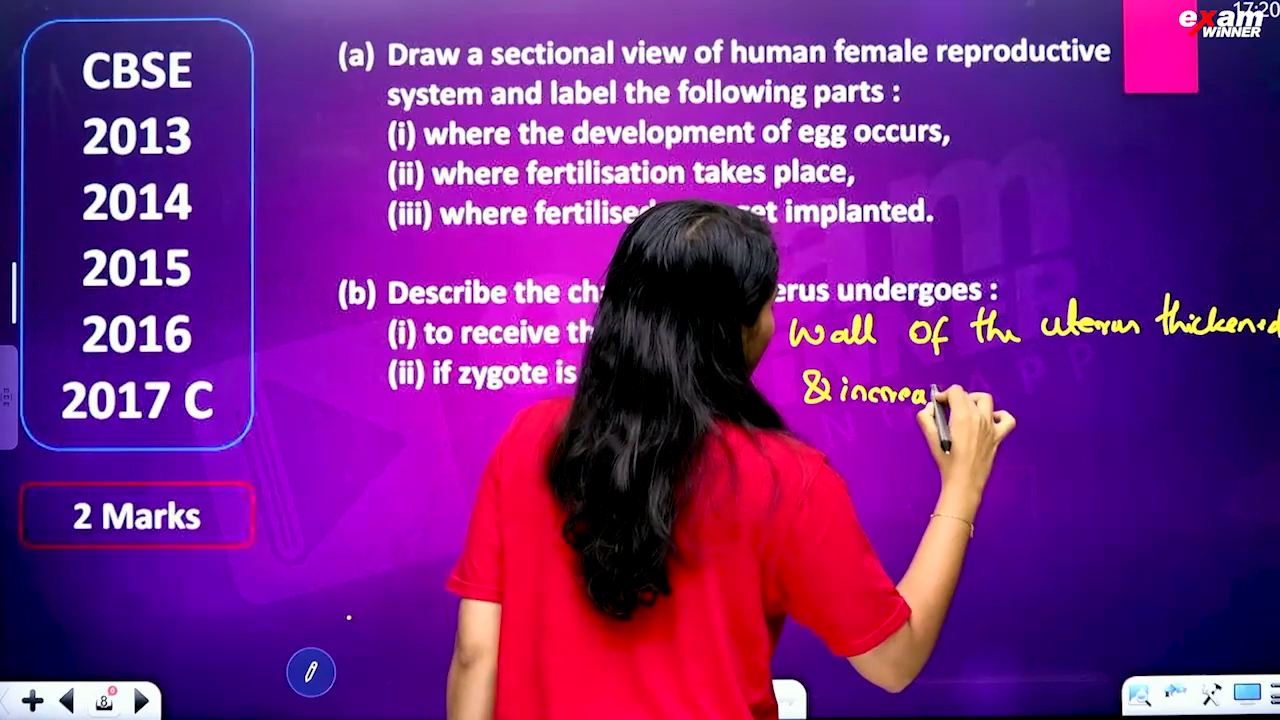 CBSE
2013
2014
2015
2016
2017 C
2 Marks
17:20
exam
WINNER
(a) Draw a sectional view of human female reproductive
system and label the following parts :
(i) where the development of egg occurs,
(ii) where fertilisation takes place,
(iii) where fertilised et implanted.
(b) Describe the ch erus undergoes :
(i) to receive th
(ii) if zygote is
Wall of the uterus thickened
& increa
8